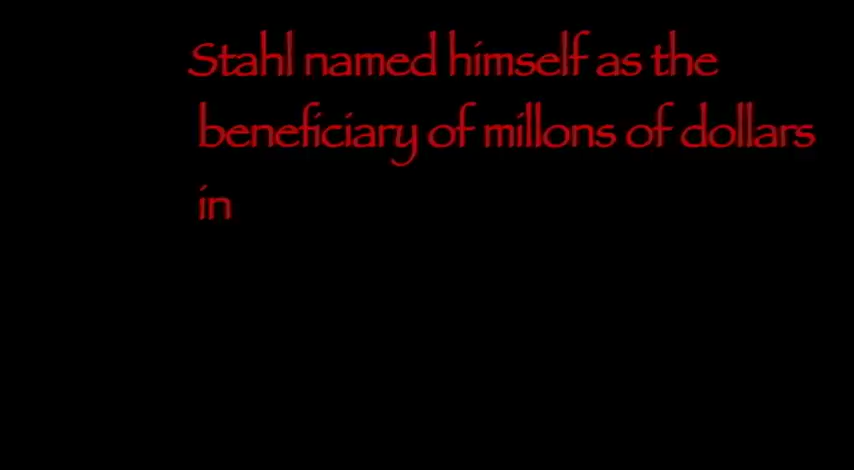 Stahl named himself as the
beneficiary of millons of dollars
in